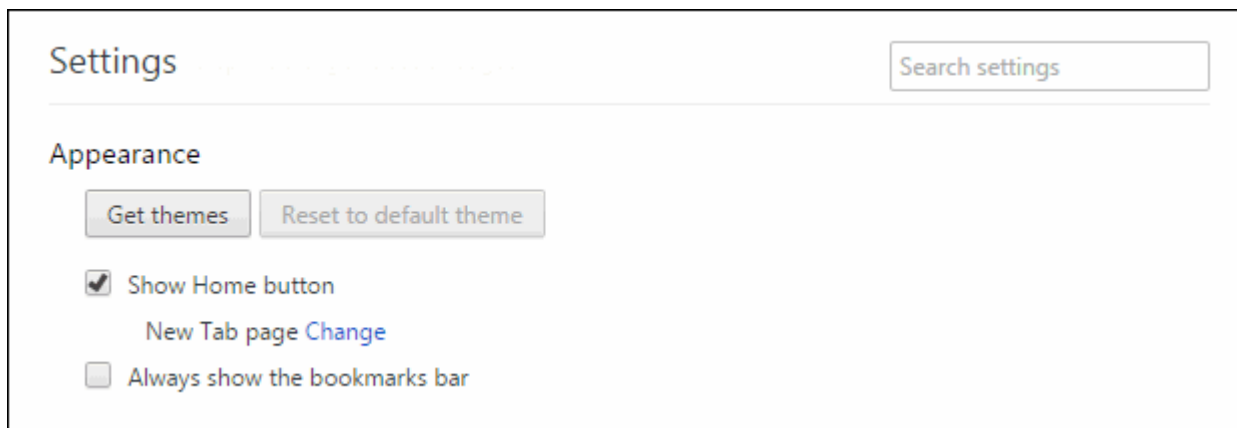 Settings
Search settings
Appearance
Get themes
Reset to default theme
Show Home button
New Tab page Change
Always show the bookmarks bar